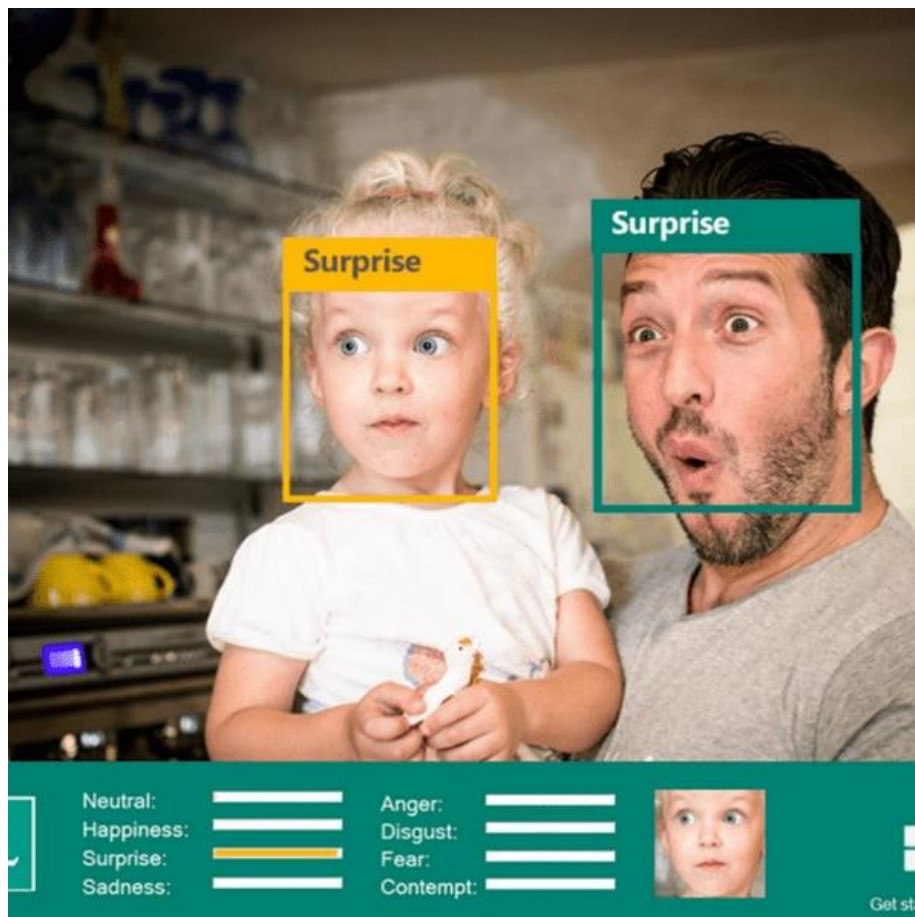 Surprise
Surprise
Neutral:
Happiness:
Surprise:
Sadness:
Anger:
Disgust:
Fear:
Contempt: